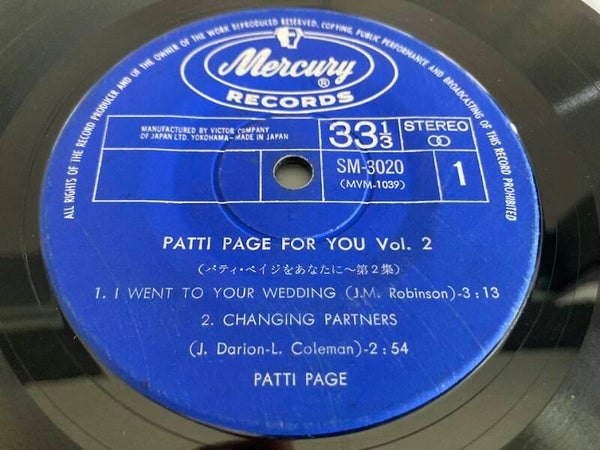 ALL RIGHTS OF THE RECORD PRODUCER AND OF THE OWNER OF THE WORK REPRODUCED RESERVED. COPYING, PUBLIC PERFORMANCE AND BROADCASTING OF THIS RECORD PROHIBITED
Mercury ®
RECORDS
MANUFACTURED BY VICTOR COMPANY
OF JAPAN LTD. YOKOHAMA-MADE IN JAPAN
33 1/3
STEREO
SM-3020
(MVM-1039)
1
PATTI PAGE FOR YOU Vol. 2
(パティ・ペイジをあなたに〜第2集)
1. I WENT TO YOUR WEDDING (J.M. Robinson)-3:13
2. CHANGING PARTNERS
(J. Darion-L. Coleman)-2:54
PATTI PAGE